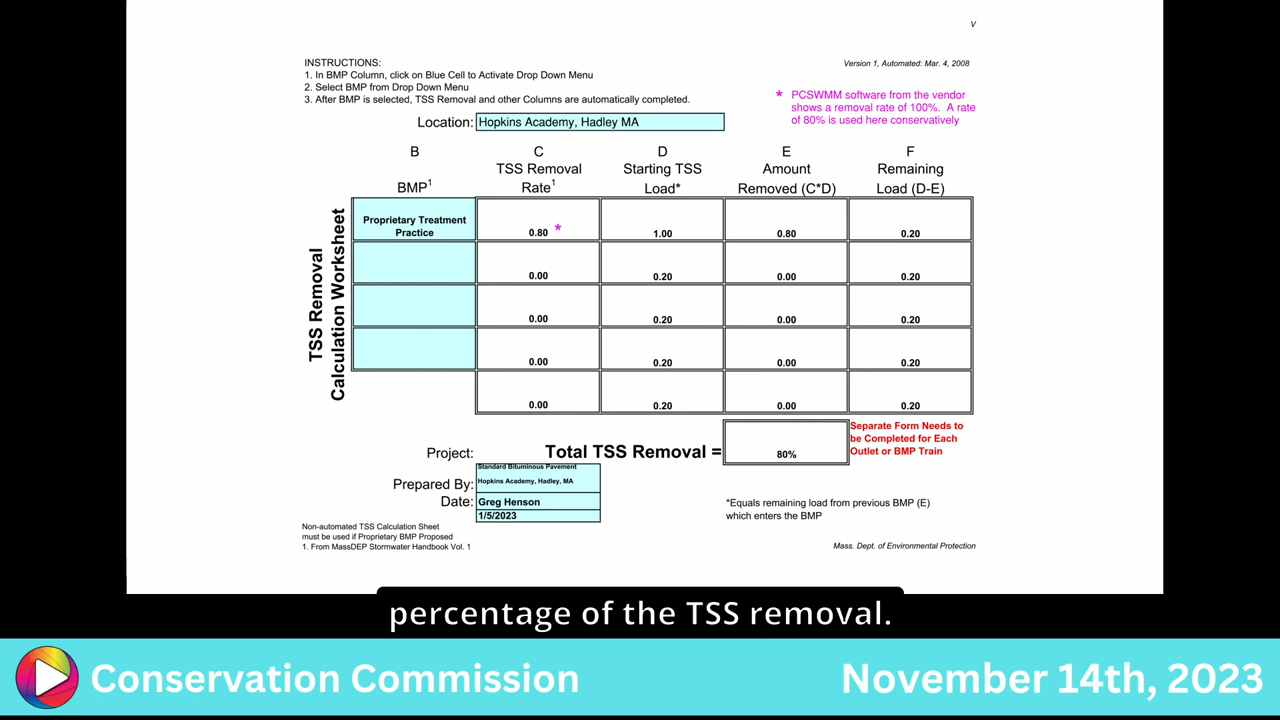 V
INSTRUCTIONS:
1. In BMP Column, click on Blue Cell to Activate Drop Down Menu
2. Select BMP from Drop Down Menu
3. After BMP is selected, TSS Removal and other Columns are automatically completed.
Version 1, Automated: Mar. 4, 2008
* PCSWMM software from the vendor
shows a removal rate of 100%. A rate
of 80% is used here conservatively
Location: Hopkins Academy, Hadley MA
B C D E F
TSS Removal Starting TSS Amount Remaining
BMP1 Rate1 Load* Removed (C*D) Load (D-E)
TSS Removal
Calculation Worksheet
Proprietary Treatment
Practice 0.80 * 1.00 0.80 0.20
0.00 0.20 0.00 0.20
0.00 0.20 0.00 0.20
0.00 0.20 0.00 0.20
0.00 0.20 0.00 0.20
Total TSS Removal = 80%
Separate Form Needs to
be Completed for Each
Outlet or BMP Train
Project: Standard Bituminous Pavement
Hopkins Academy, Hadley, MA
Prepared By: Greg Henson
Date: 1/5/2023
*Equals remaining load from previous BMP (E)
which enters the BMP
Non-automated TSS Calculation Sheet
must be used if Proprietary BMP Proposed
1. From MassDEP Stormwater Handbook Vol. 1
Mass. Dept. of Environmental Protection
percentage of the TSS removal.
Conservation Commission November 14th, 2023